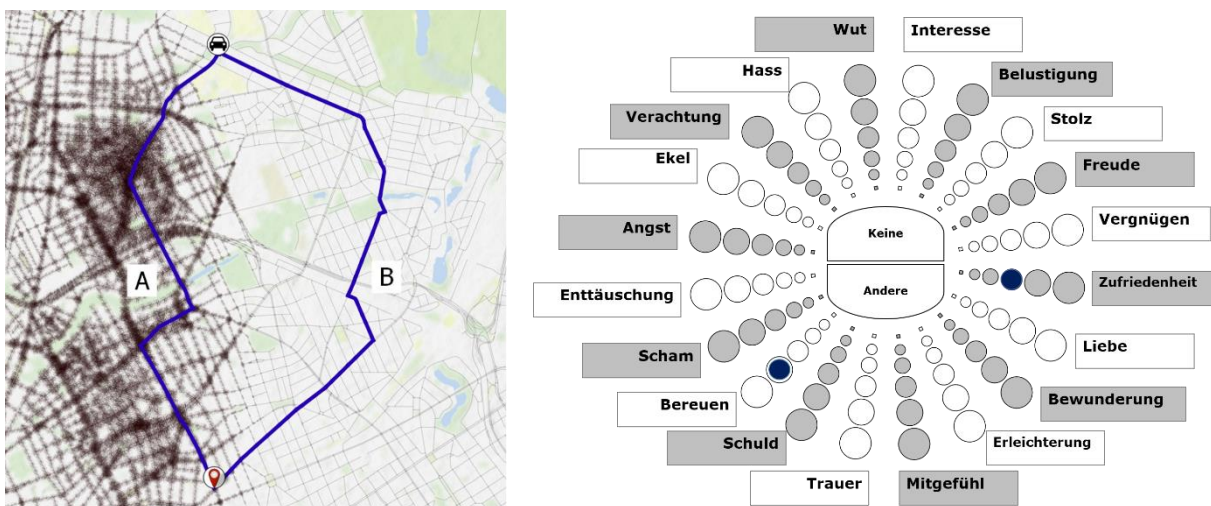 A
B
Wut
Interesse
Hass
Belustigung
Verachtung
Stolz
Ekel
Freude
Angst
Vergnügen
Keine
Andere
Enttäuschung
Zufriedenheit
Scham
Liebe
Bereuen
Bewunderung
Schuld
Erleichterung
Trauer
Mitgefühl